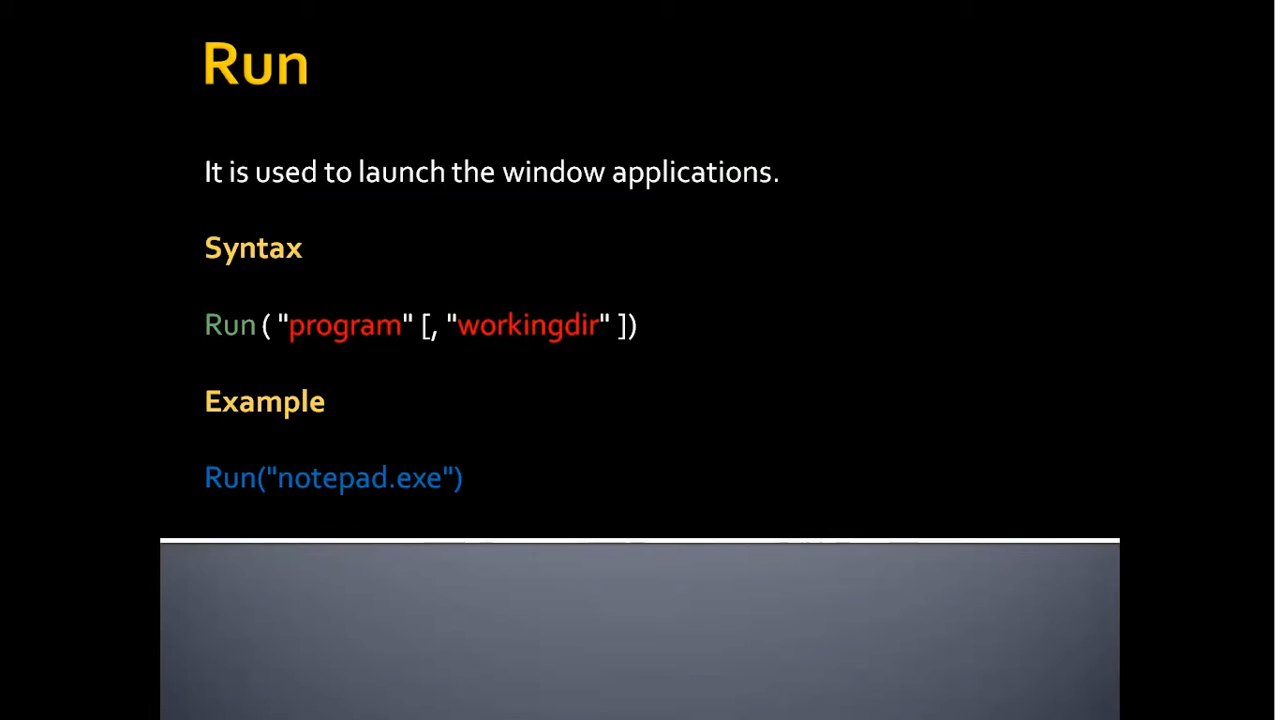 Run
It is used to launch the window applications.
Syntax
Run ( "program" [, "workingdir" ])
Example
Run("notepad.exe")